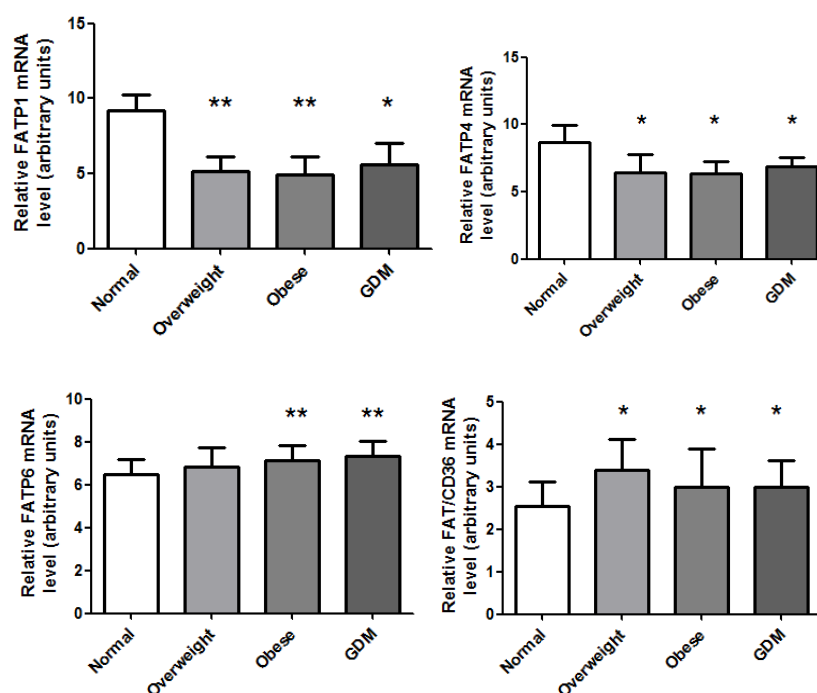 Relative FATP1 mRNA
level (arbitrary units)
15
10
5
0
**
**
*
Normal
Overweight
Obese
GDM
Relative FATP4 mRNA
level (arbitrary units)
15
10
5
0
*
*
*
Normal
Overweight
Obese
GDM
Relative FATP6 mRNA
level (arbitrary units)
10
8
6
4
2
0
**
**
Normal
Overweight
Obese
GDM
Relative FAT/CD36 mRNA
level (arbitrary units)
5
4
3
2
1
0
*
*
*
Normal
Overweight
Obese
GDM